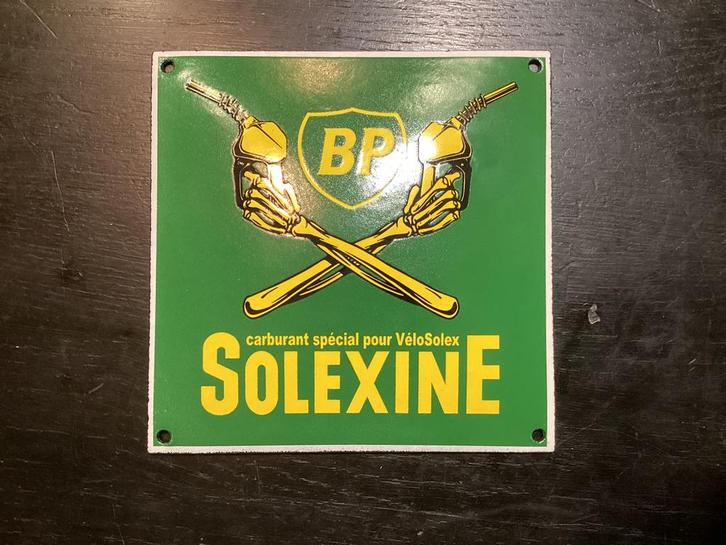 BP
carburant spécial pour VéloSolex
SOLEXINE